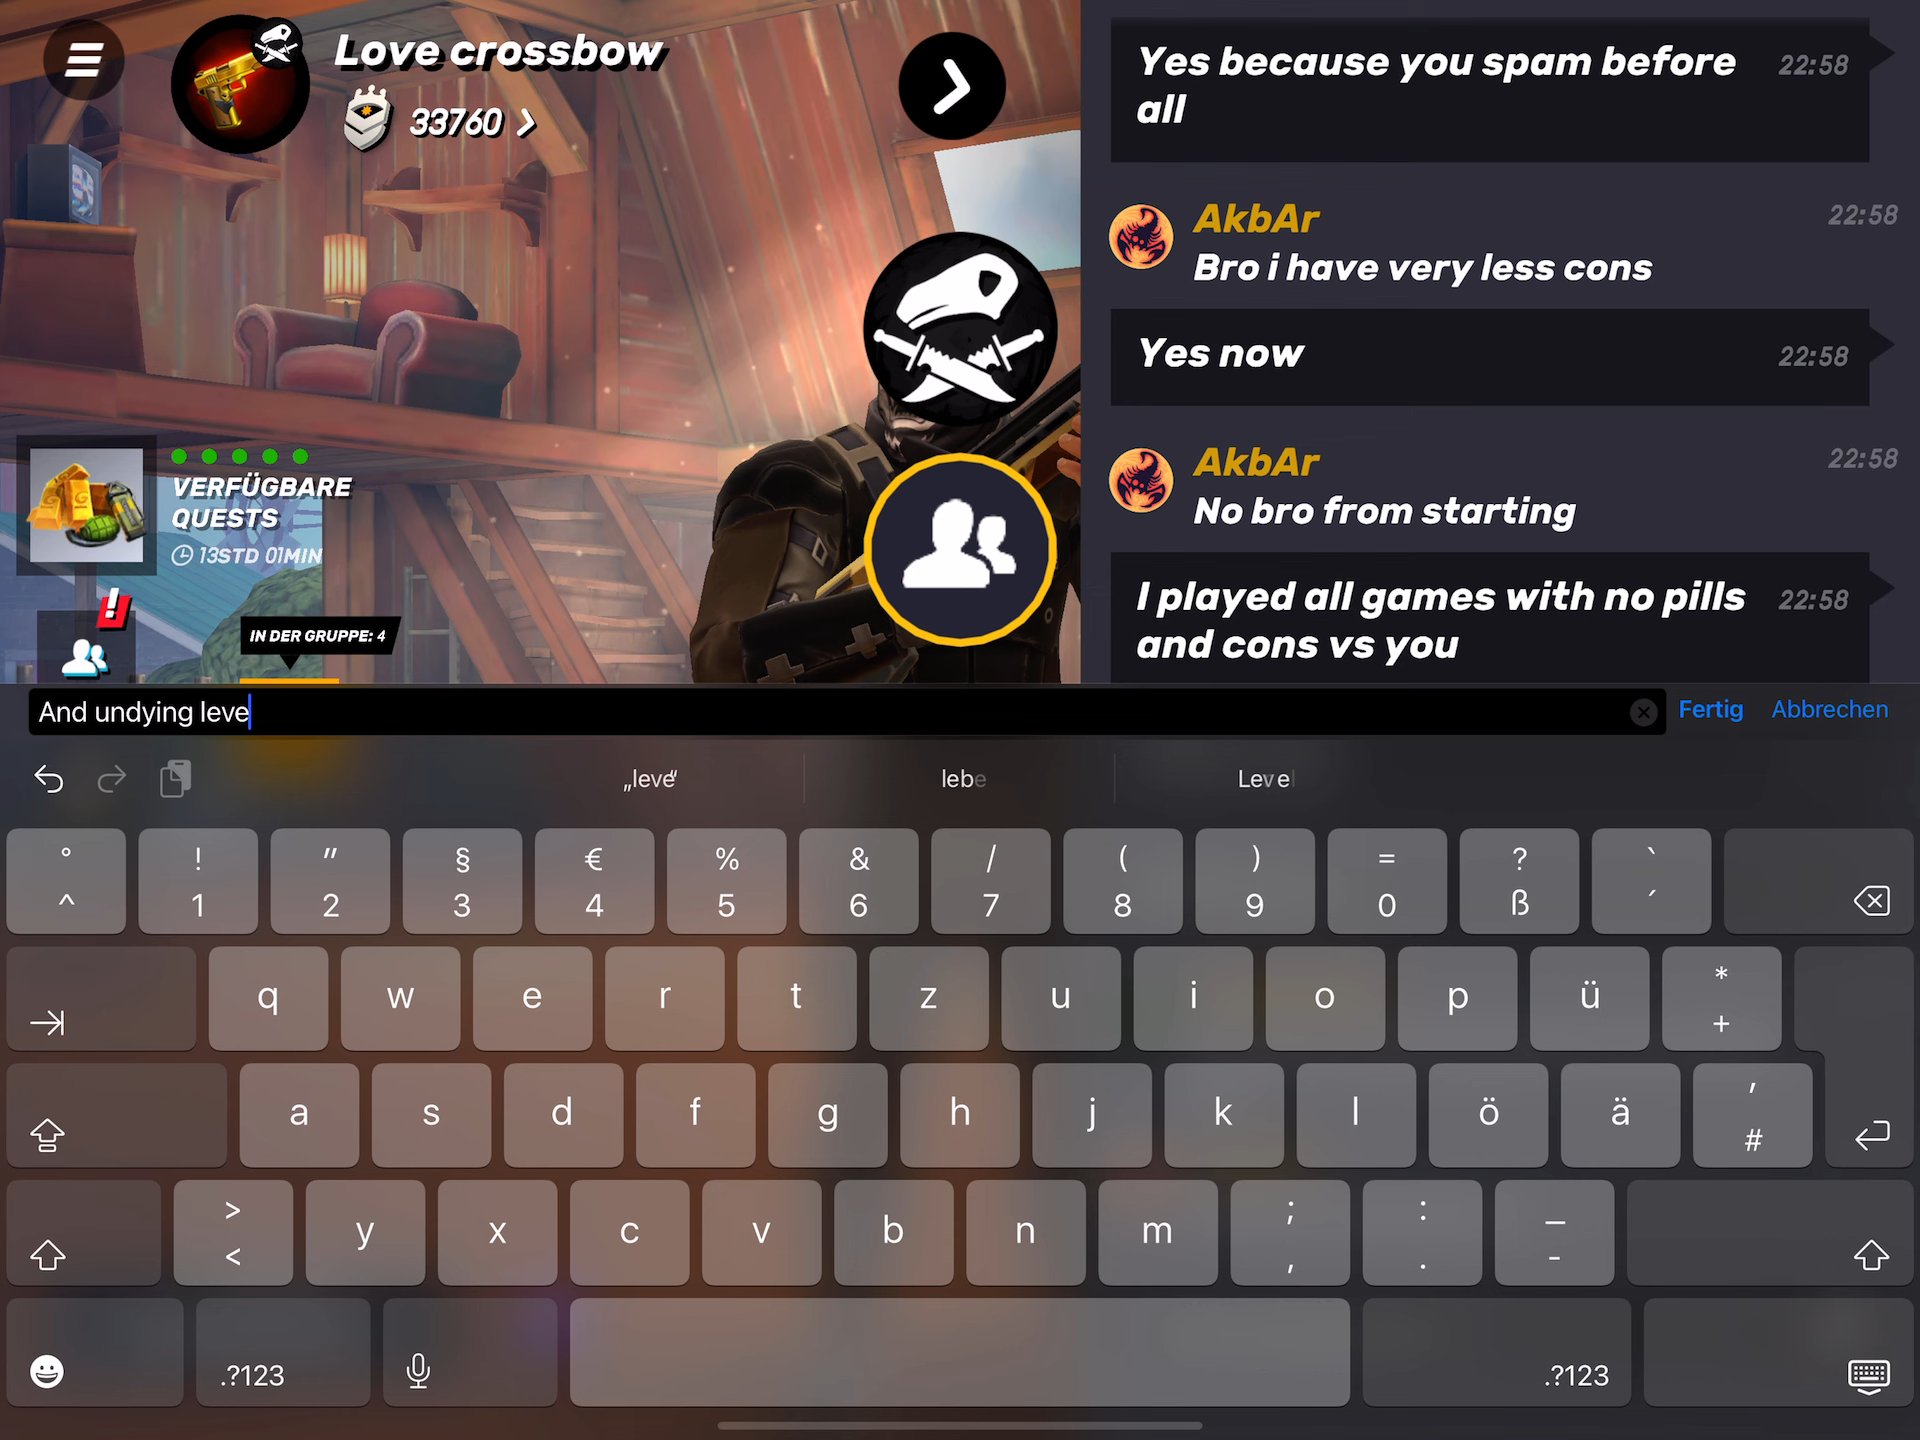 Love crossbow
33760
VERFÜGBARE
QUESTS
13STD 01MIN
!
IN DER GRUPPE: 4
Yes because you spam before
all
22:58
AkbAr
22:58
Bro i have very less cons
Yes now
22:58
AkbAr
22:58
No bro from starting
I played all games with no pills
and cons vs you
22:58
And undying leve
Fertig
Abbrechen
„leve“
lebe
Level
° ! " § € % & / ( ) = ? `
^ 1 2 3 4 5 6 7 8 9 0 ß ´
q w e r t z u i o p ü * +
a s d f g h j k l ö ä ' #
> < y x c v b n m ; , : . _ -
.?123
.?123